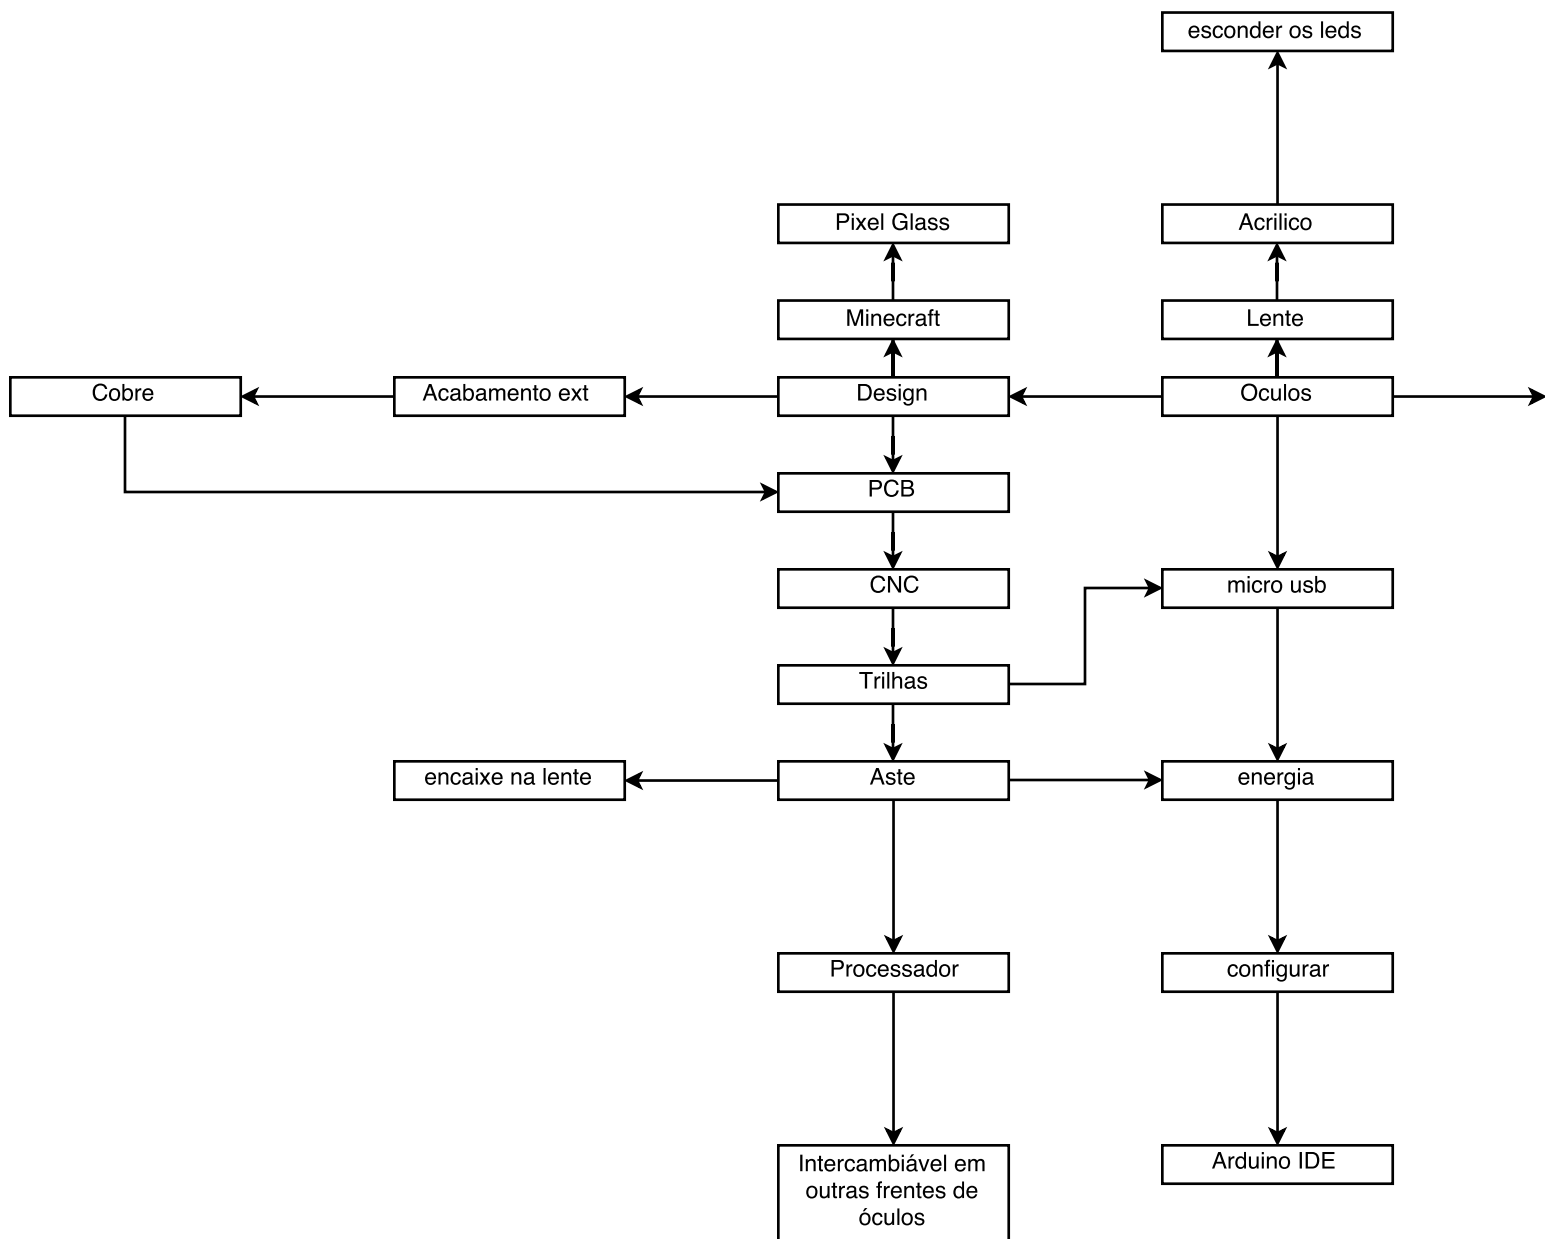 esconder os leds
Pixel Glass
Acrilico
Minecraft
Lente
Cobre
Acabamento ext
Design
Oculos
PCB
CNC
micro usb
Trilhas
encaixe na lente
Aste
energia
Processador
configurar
Intercambiável em
outras frentes de
óculos
Arduino IDE